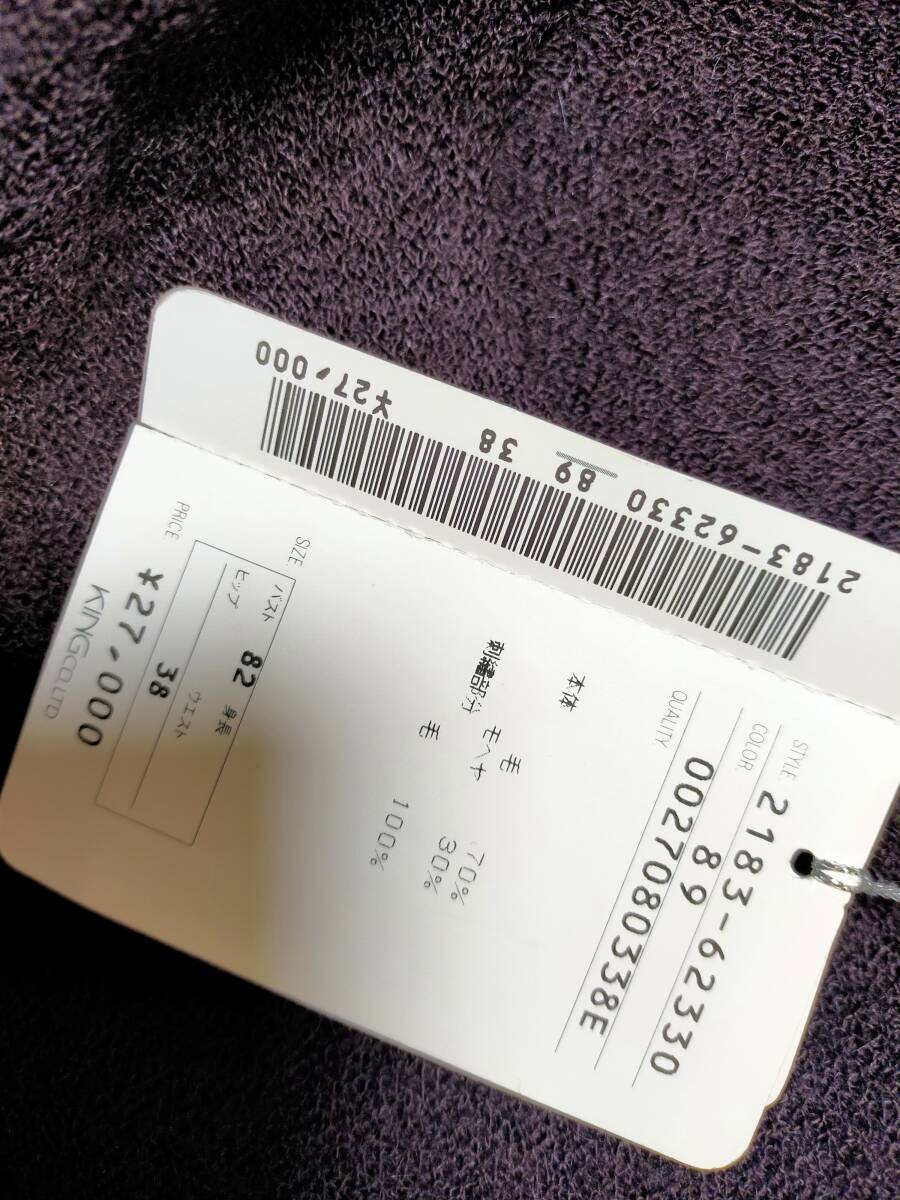 STYLE 2183-62330
COLOR 89
QUALITY 0027080338E
本体
毛 70%
モヘヤ 30%
刺繍部分
毛 100%
SIZE
バスト 82 身長
ヒップ ウエスト
38
PRICE ¥27,000
KING CO.,LTD
2183-62330 89 38 ¥27,000